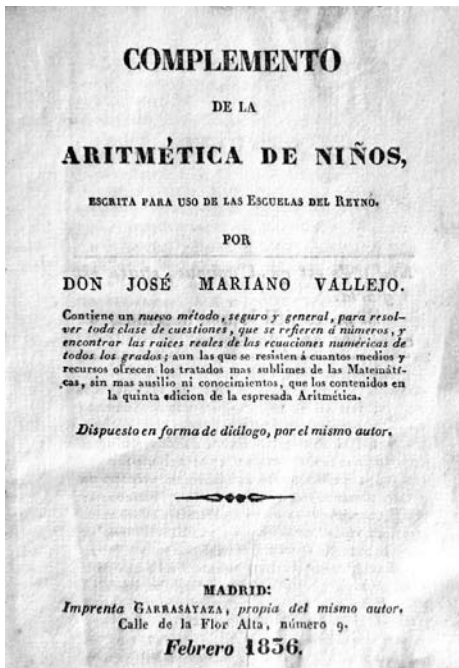 COMPLEMENTO
DE LA
ARITMÉTICA DE NIÑOS,
ESCRITA PARA USO DE LAS ESCUELAS DEL REYNO.
POR
DON JOSÉ MARIANO VALLEJO.
Contiene un nuevo método, seguro y general, para resol-
ver toda clase de cuestiones, que se refieren á números, y
encontrar las raices reales de las ecuaciones numéricas de
todos los grados; aun las que se resisten á cuantos medios y
recursos ofrecen los tratados mas sublimes de las Matemáti-
cas, sin mas ausilio ni conocimientos, que los contenidos en
la quinta edicion de la espresada Aritmética.
Dispuesto en forma de diálogo, por el mismo autor.
MADRID:
Imprenta GARRASAYAZA, propia del mismo autor.
Calle de la Flor Alta, número 9.
Febrero 1836.